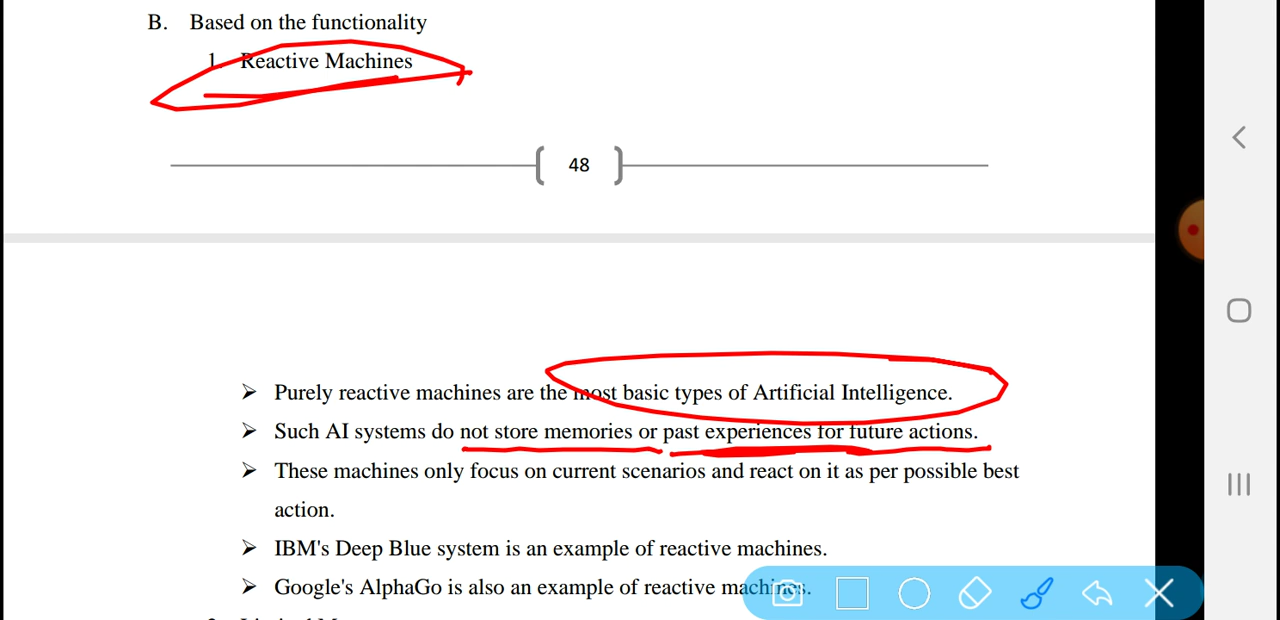 B. Based on the functionality
1. Reactive Machines
48
➢ Purely reactive machines are the most basic types of Artificial Intelligence.
➢ Such AI systems do not store memories or past experiences for future actions.
➢ These machines only focus on current scenarios and react on it as per possible best
action.
➢ IBM's Deep Blue system is an example of reactive machines.
➢ Google's AlphaGo is also an example of reactive machines.